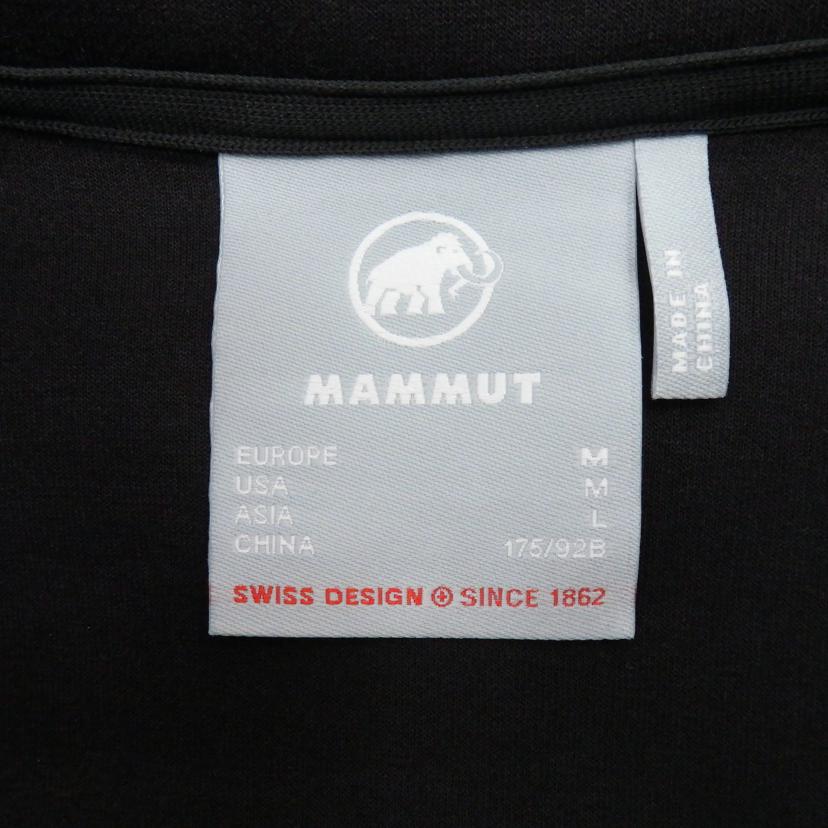 MAMMUT
EUROPE M
USA M
ASIA L
CHINA 175/92B
SWISS DESIGN SINCE 1862
MADE IN
CHINA